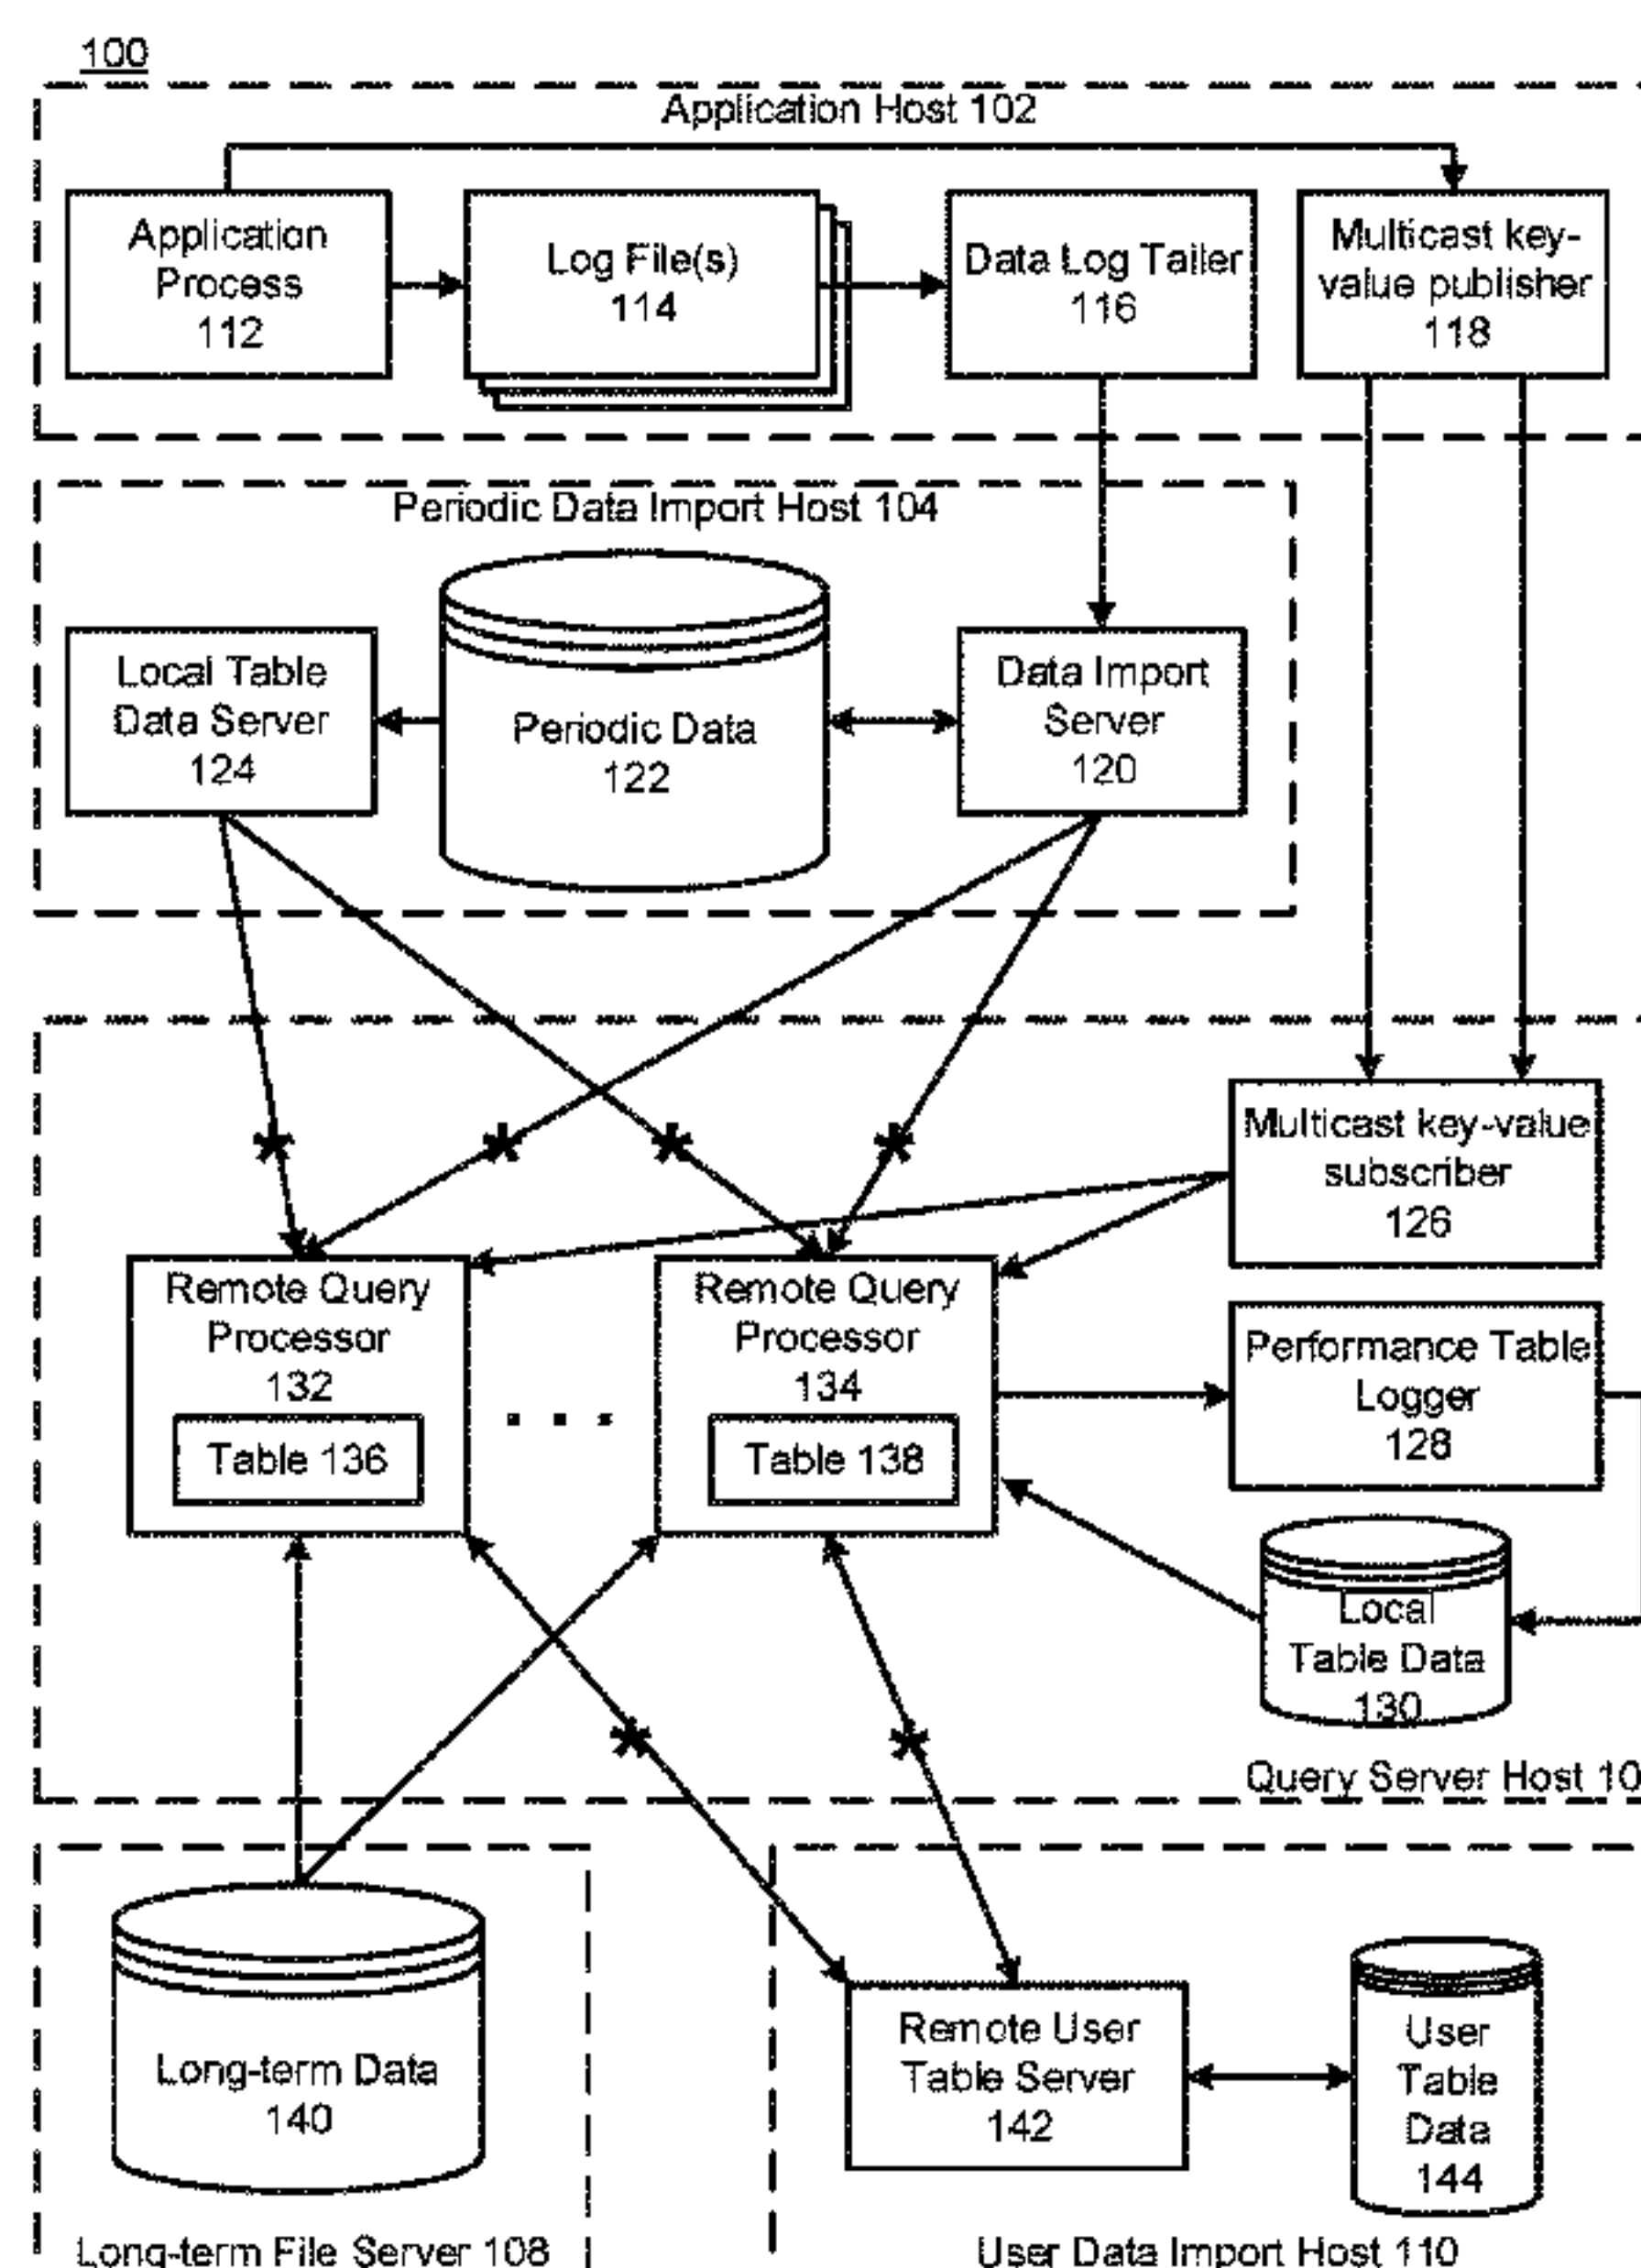 100
Application Host 102
Application
Process
112
Log File(s)
114
Data Log Tailer
116
Multicast key-
value publisher
118
Periodic Data Import Host 104
Local Table
Data Server
124
Periodic Data
122
Data Import
Server
120
Multicast key-value
subscriber
126
Remote Query
Processor
132
Table 136
Remote Query
Processor
134
Table 138
Performance Table
Logger
128
Local
Table Data
130
Query Server Host 10
Long-term Data
140
Remote User
Table Server
142
User
Table
Data
144
Long-term File Server 108
User Data Import Host 110